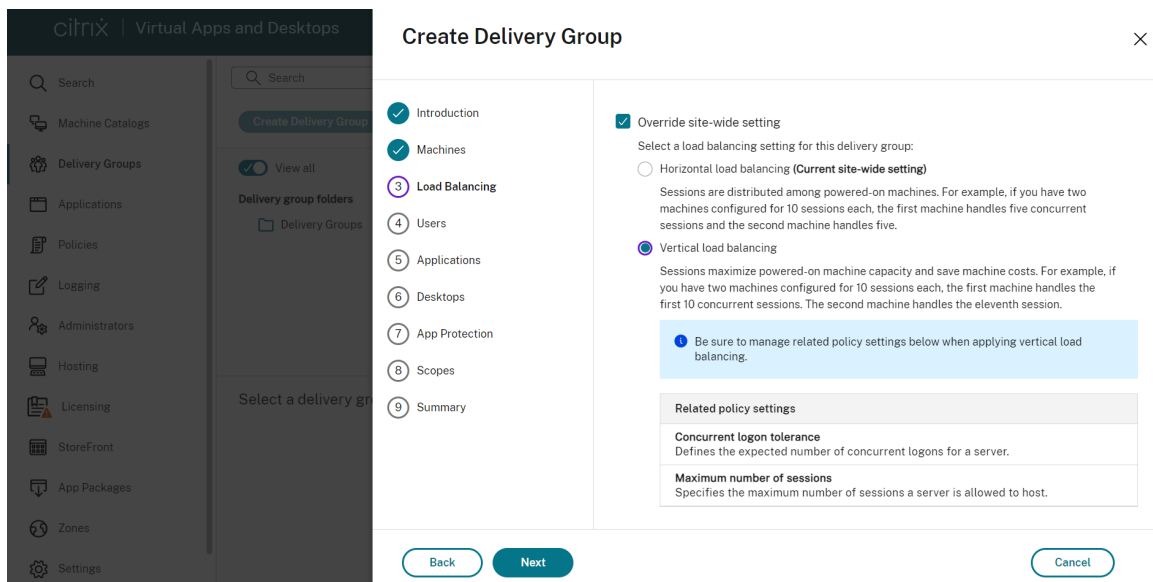 citrix | Virtual Apps and Desktops
Search
Machine Catalogs
Delivery Groups
Applications
Policies
Logging
Administrators
Hosting
Licensing
StoreFront
App Packages
Zones
Settings
Search
Create Delivery Group
View all
Delivery group folders
Delivery Groups
Select a delivery gr
Create Delivery Group
Introduction
Machines
3 Load Balancing
4 Users
5 Applications
6 Desktops
7 App Protection
8 Scopes
9 Summary
Override site-wide setting
Select a load balancing setting for this delivery group:
Horizontal load balancing (Current site-wide setting)
Sessions are distributed among powered-on machines. For example, if you have two
machines configured for 10 sessions each, the first machine handles five concurrent
sessions and the second machine handles five.
Vertical load balancing
Sessions maximize powered-on machine capacity and save machine costs. For example, if
you have two machines configured for 10 sessions each, the first machine handles the
first 10 concurrent sessions. The second machine handles the eleventh session.
Be sure to manage related policy settings below when applying vertical load
balancing.
Related policy settings
Concurrent logon tolerance
Defines the expected number of concurrent logons for a server.
Maximum number of sessions
Specifies the maximum number of sessions a server is allowed to host.
Back
Next
Cancel